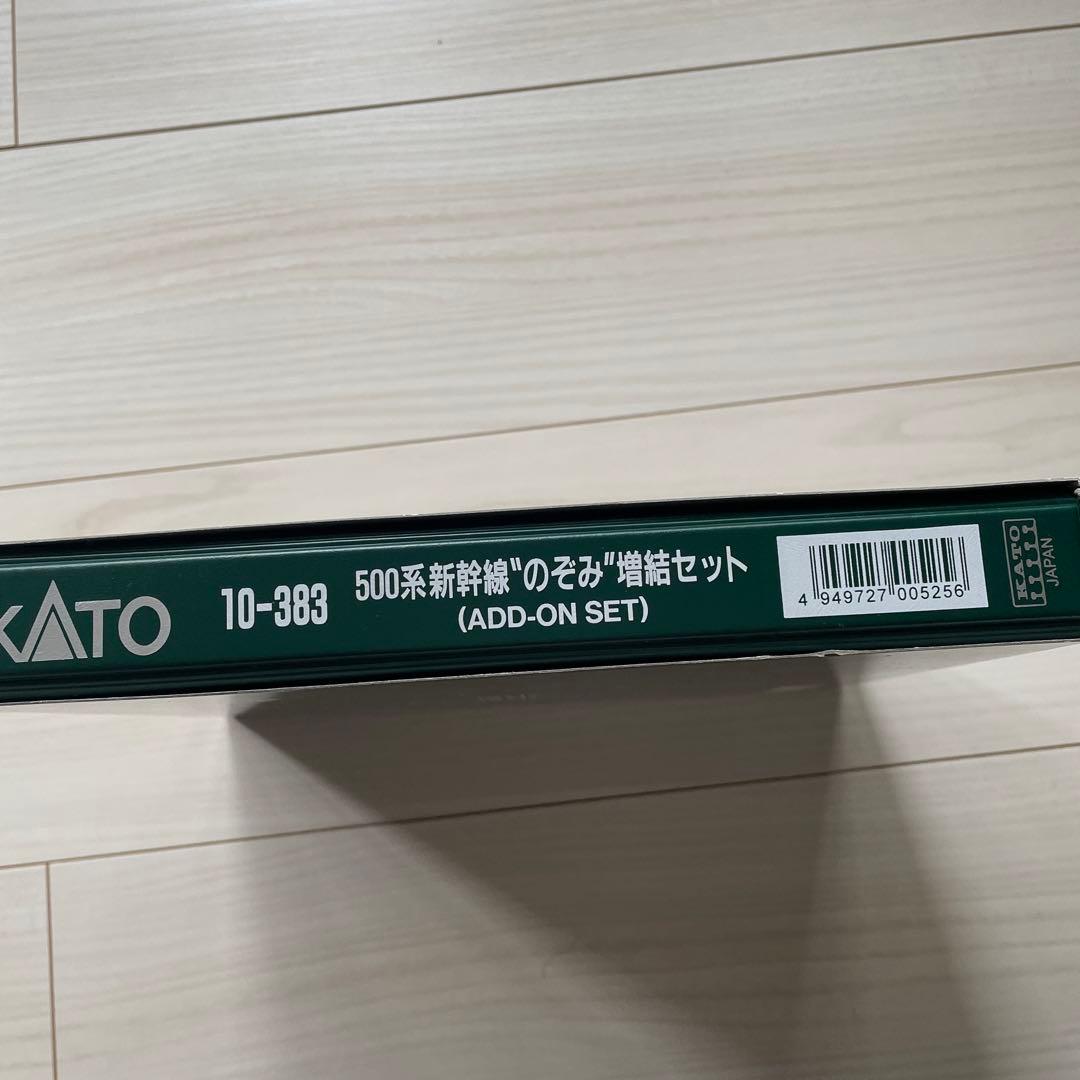 KATO
10-383
500系新幹線"のぞみ"増結セット
(ADD-ON SET)
4 949727 005256
KATO
JAPAN